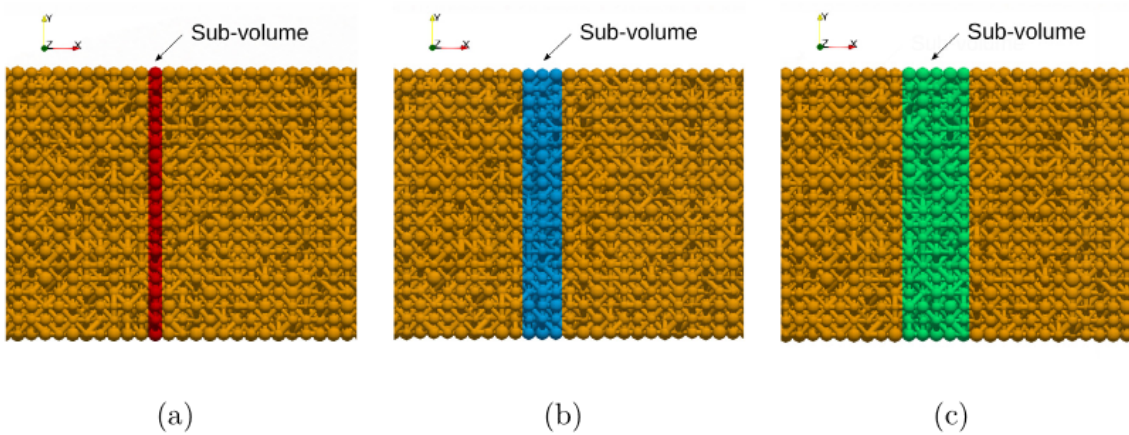 Y
Z X
Sub-volume
Y
Z X
Sub-volume
Y
Z X
Sub-volume
(a)
(b)
(c)